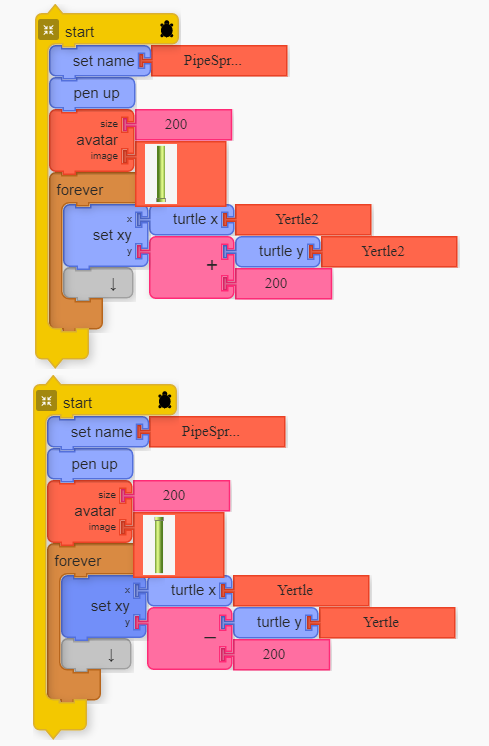 start
set name PipeSpr...
pen up
size 200
avatar
image
forever
x turtle x Yertle2
set xy
y turtle y Yertle2
+
↓ 200
start
set name PipeSpr...
pen up
size 200
avatar
image
forever
x turtle x Yertle
set xy
y turtle y Yertle
–
↓ 200